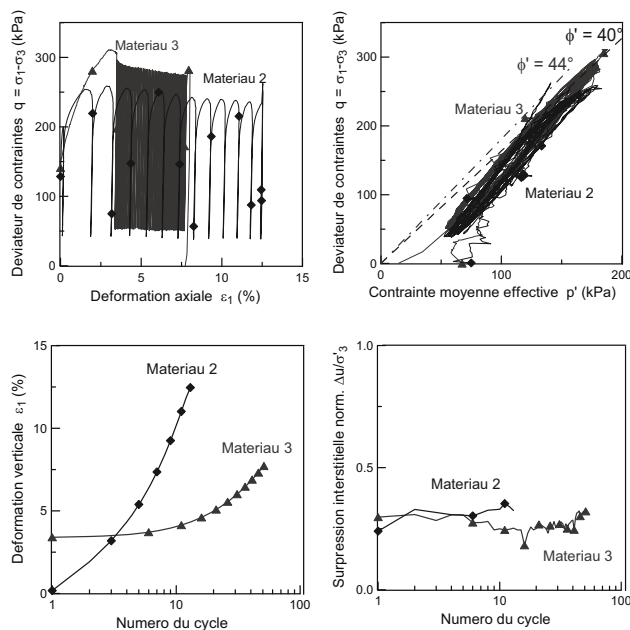 Deviateur de contraintes q = σ1-σ3 (kPa)
300
200
100
0
0
5
10
15
Materiau 3
Materiau 2
Deformation axiale ε1 (%)
Deviateur de contraintes q = σ1-σ3 (kPa)
300
200
100
0
0
100
200
ϕ' = 40°
ϕ' = 44°
Materiau 3
Materiau 2
Contrainte moyenne effective p' (kPa)
Deformation verticale ε1 (%)
15
10
5
0
1
10
100
Materiau 2
Materiau 3
Numero du cycle
Surpression interstitielle norm. Δu/σ'3
1.0
0.5
0.0
1
10
100
Materiau 2
Materiau 3
Numero du cycle